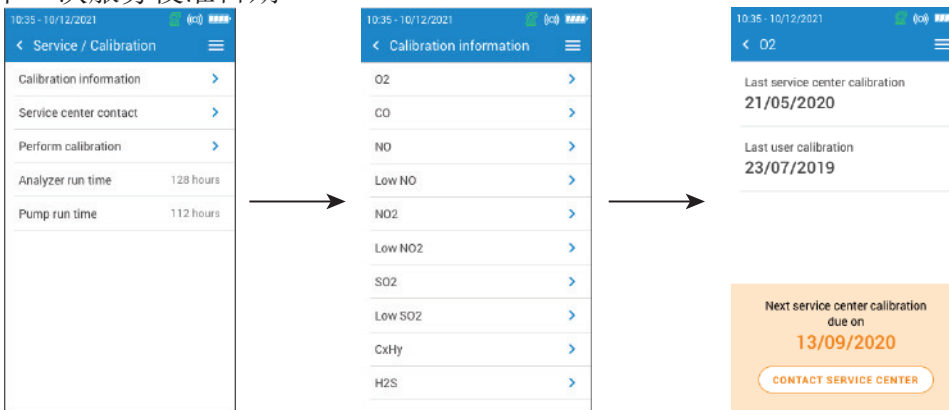 10:35 - 10/12/2021
Service / Calibration
Calibration information
Service center contact
Perform calibration
Analyzer run time 128 hours
Pump run time 112 hours
10:35 - 10/12/2021
Calibration information
O2
CO
NO
Low NO
NO2
Low NO2
SO2
Low SO2
CxHy
H2S
10:35 - 10/12/2021
O2
Last service center calibration
21/05/2020
Last user calibration
23/07/2019
Next service center calibration
due on
13/09/2020
CONTACT SERVICE CENTER